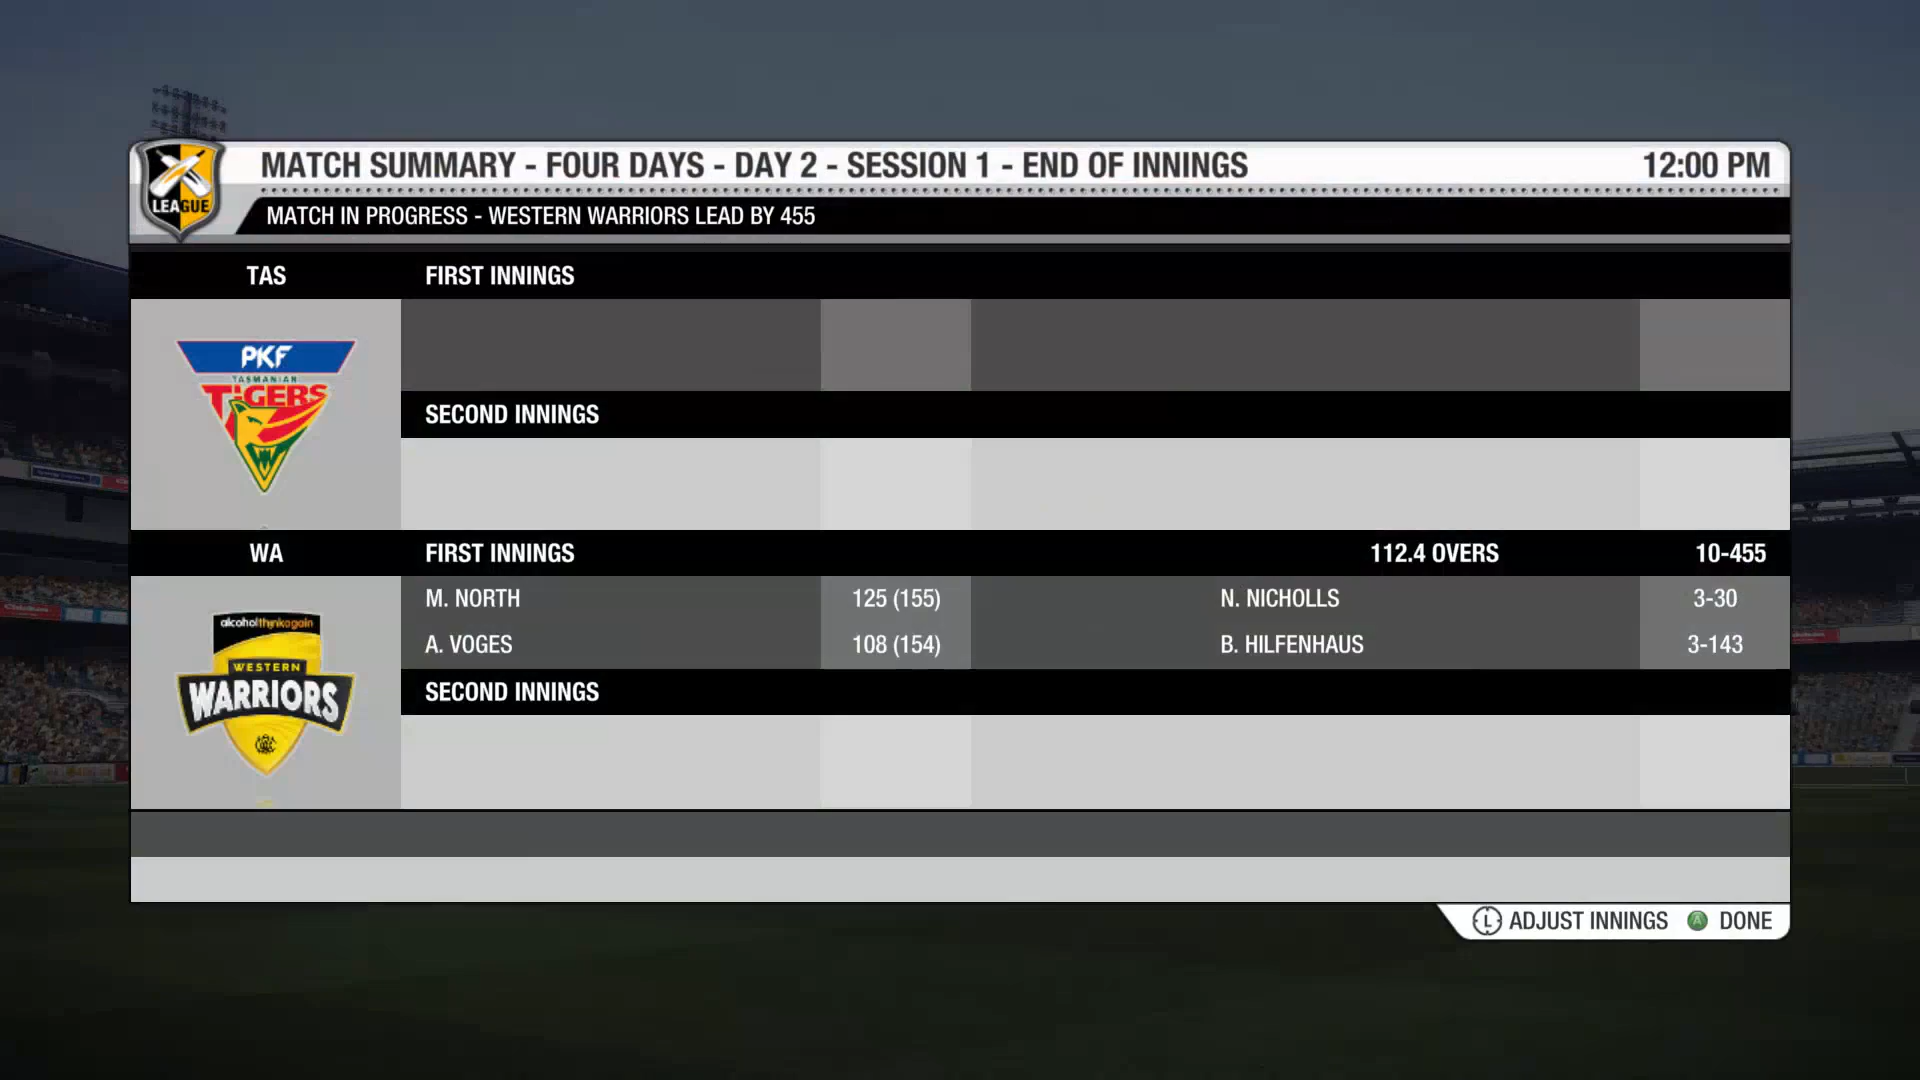 LEAGUE
MATCH SUMMARY - FOUR DAYS - DAY 2 - SESSION 1 - END OF INNINGS 12:00 PM
MATCH IN PROGRESS - WESTERN WARRIORS LEAD BY 455
TAS FIRST INNINGS
PKF
TASMANIAN
TIGERS
SECOND INNINGS
WA FIRST INNINGS 112.4 OVERS 10-455
M. NORTH 125 (155) N. NICHOLLS 3-30
A. VOGES 108 (154) B. HILFENHAUS 3-143
alcoholthinkagain
WESTERN
WARRIORS
SECOND INNINGS
L ADJUST INNINGS A DONE